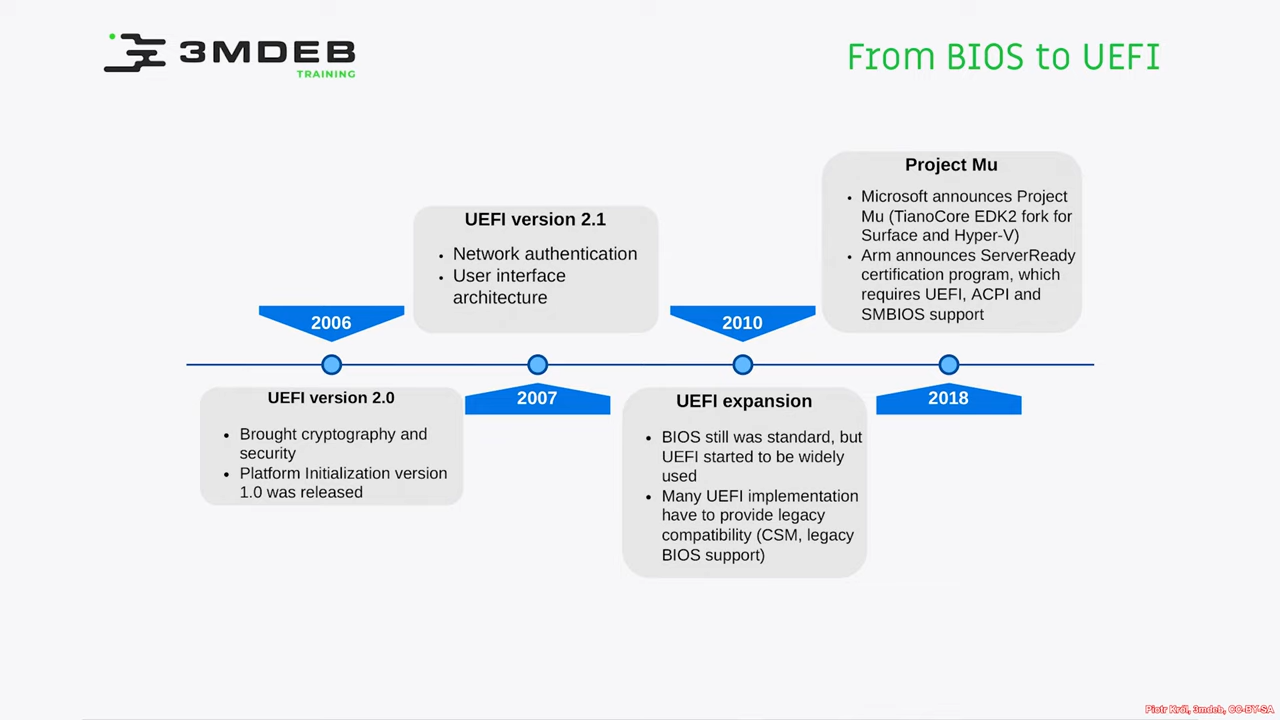 3MDEB
TRAINING
From BIOS to UEFI
2006
UEFI version 2.0
• Brought cryptography and
security
• Platform Initialization version
1.0 was released
UEFI version 2.1
• Network authentication
• User interface
architecture
2007
2010
UEFI expansion
• BIOS still was standard, but
UEFI started to be widely
used
• Many UEFI implementation
have to provide legacy
compatibility (CSM, legacy
BIOS support)
Project Mu
• Microsoft announces Project
Mu (TianoCore EDK2 fork for
Surface and Hyper-V)
• Arm announces ServerReady
certification program, which
requires UEFI, ACPI and
SMBIOS support
2018
Piotr Król, 3mdeb, CC-BY-SA